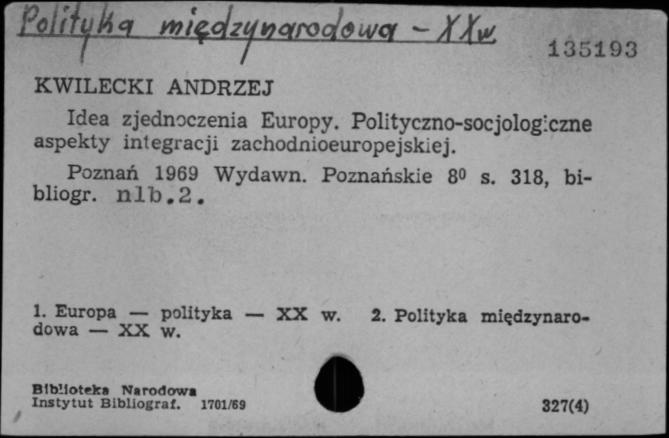 Polityka międzynarodowa - XX w.
135193
KWILECKI ANDRZEJ
Idea zjednoczenia Europy. Polityczno-socjologiczne
aspekty integracji zachodnioeuropejskiej.
Poznań 1969 Wydawn. Poznańskie 8⁰ s. 318, bi-
bliogr. nlb.2.
1. Europa — polityka — XX w. 2. Polityka międzynaro-
dowa — XX w.
Biblioteka Narodowa
Instytut Bibliograf. 1701/69
327(4)